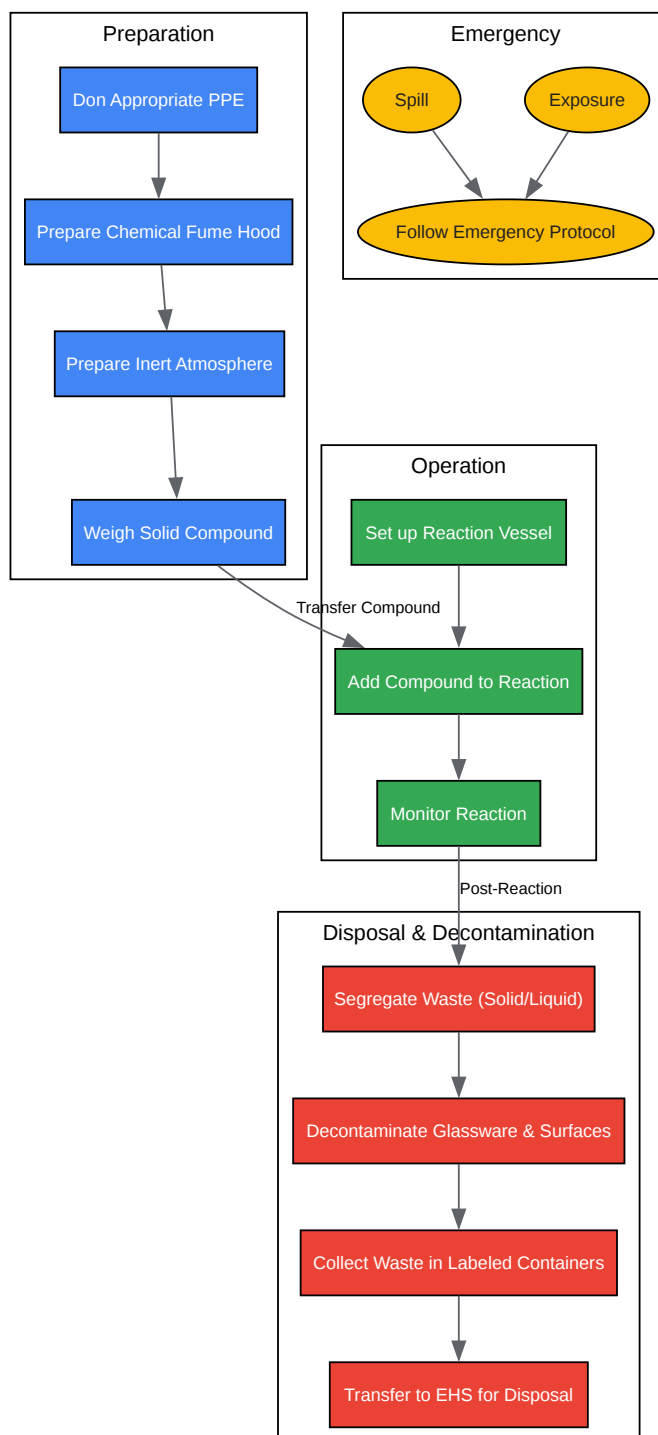 Preparation
Don Appropriate PPE
Prepare Chemical Fume Hood
Prepare Inert Atmosphere
Weigh Solid Compound
Emergency
Spill
Exposure
Follow Emergency Protocol
Operation
Set up Reaction Vessel
Transfer Compound
Add Compound to Reaction
Monitor Reaction
Post-Reaction
Disposal & Decontamination
Segregate Waste (Solid/Liquid)
Decontaminate Glassware & Surfaces
Collect Waste in Labeled Containers
Transfer to EHS for Disposal